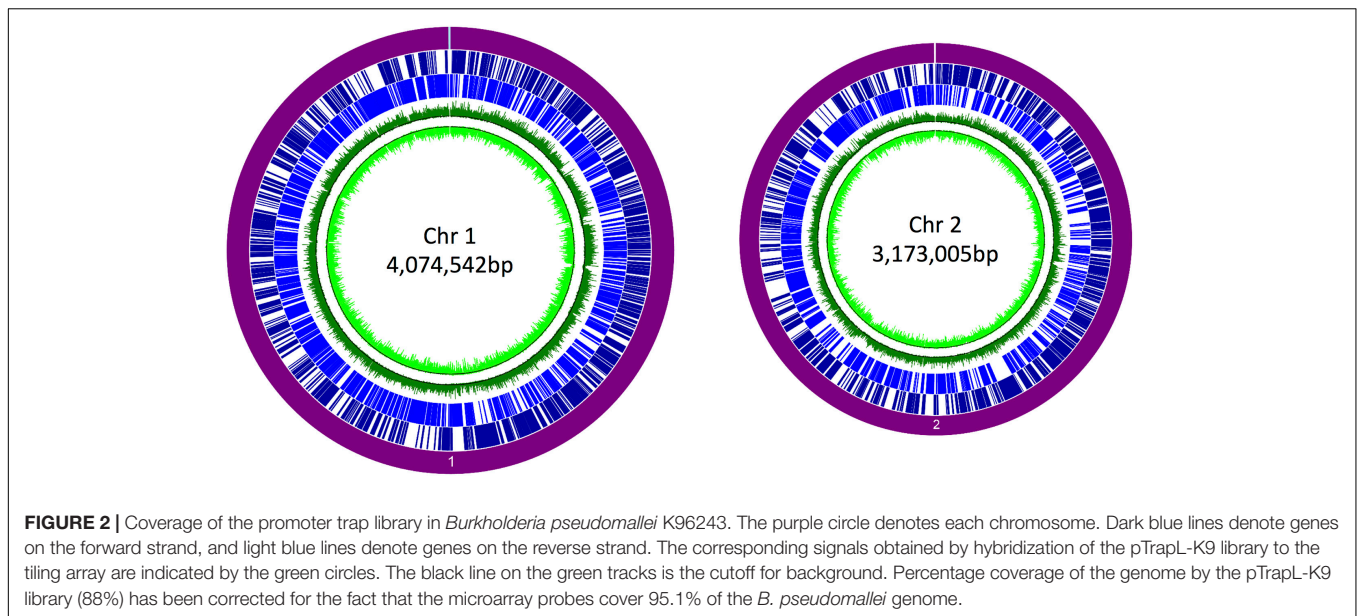 Chr 1
4,074,542bp
1
Chr 2
3,173,005bp
2
FIGURE 2 | Coverage of the promoter trap library in Burkholderia pseudomallei K96243. The purple circle denotes each chromosome. Dark blue lines denote genes
on the forward strand, and light blue lines denote genes on the reverse strand. The corresponding signals obtained by hybridization of the pTrapL-K9 library to the
tiling array are indicated by the green circles. The black line on the green tracks is the cutoff for background. Percentage coverage of the genome by the pTrapL-K9
library (88%) has been corrected for the fact that the microarray probes cover 95.1% of the B. pseudomallei genome.